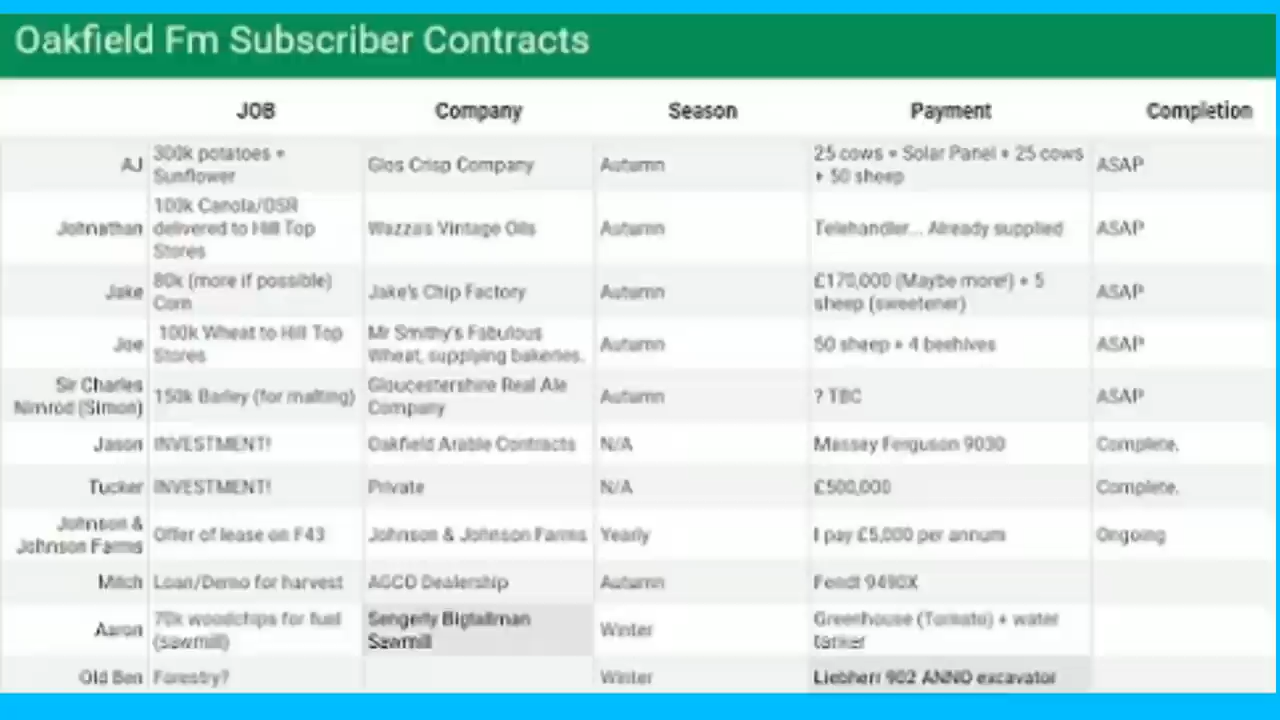 Oakfield Fm Subscriber Contracts
JOB Company Season Payment Completion
AJ 300k potatoes + Sunflower Glos Crisp Company Autumn 25 cows + Solar Panel + 25 cows + 50 sheep ASAP
Johnathan 100k Canola/OSR delivered to Hill Top Stores Wazza's Vintage Oils Autumn Telehandler... Already supplied ASAP
Jake 80k (more if possible) Corn Jake's Chip Factory Autumn £170,000 (Maybe more!) + 5 sheep (sweetener) ASAP
Joe 100k Wheat to Hill Top Stores Mr Smithy's Fabulous Wheat, supplying bakeries. Autumn 50 sheep + 4 beehives ASAP
Sir Charles Nimrod (Simon) 150k Barley (for malting) Gloucestershire Real Ale Company Autumn ? TBC ASAP
Jason INVESTMENT! Oakfield Arable Contracts N/A Massey Ferguson 9030 Complete.
Tucker INVESTMENT! Private N/A £500,000 Complete.
Johnson & Johnson Farms Offer of lease on F43 Johnson & Johnson Farms Yearly I pay £5,000 per annum Ongoing
Mitch Loan/Demo for harvest AGCO Dealership Autumn Fendt 9490X
Aaron 70k woodchips for fuel (sawmill) Sawmill Winter Greenhouse (Tomato) + water tanker
Old Ben Forestry? Winter Liebherr 902 ANNO excavator